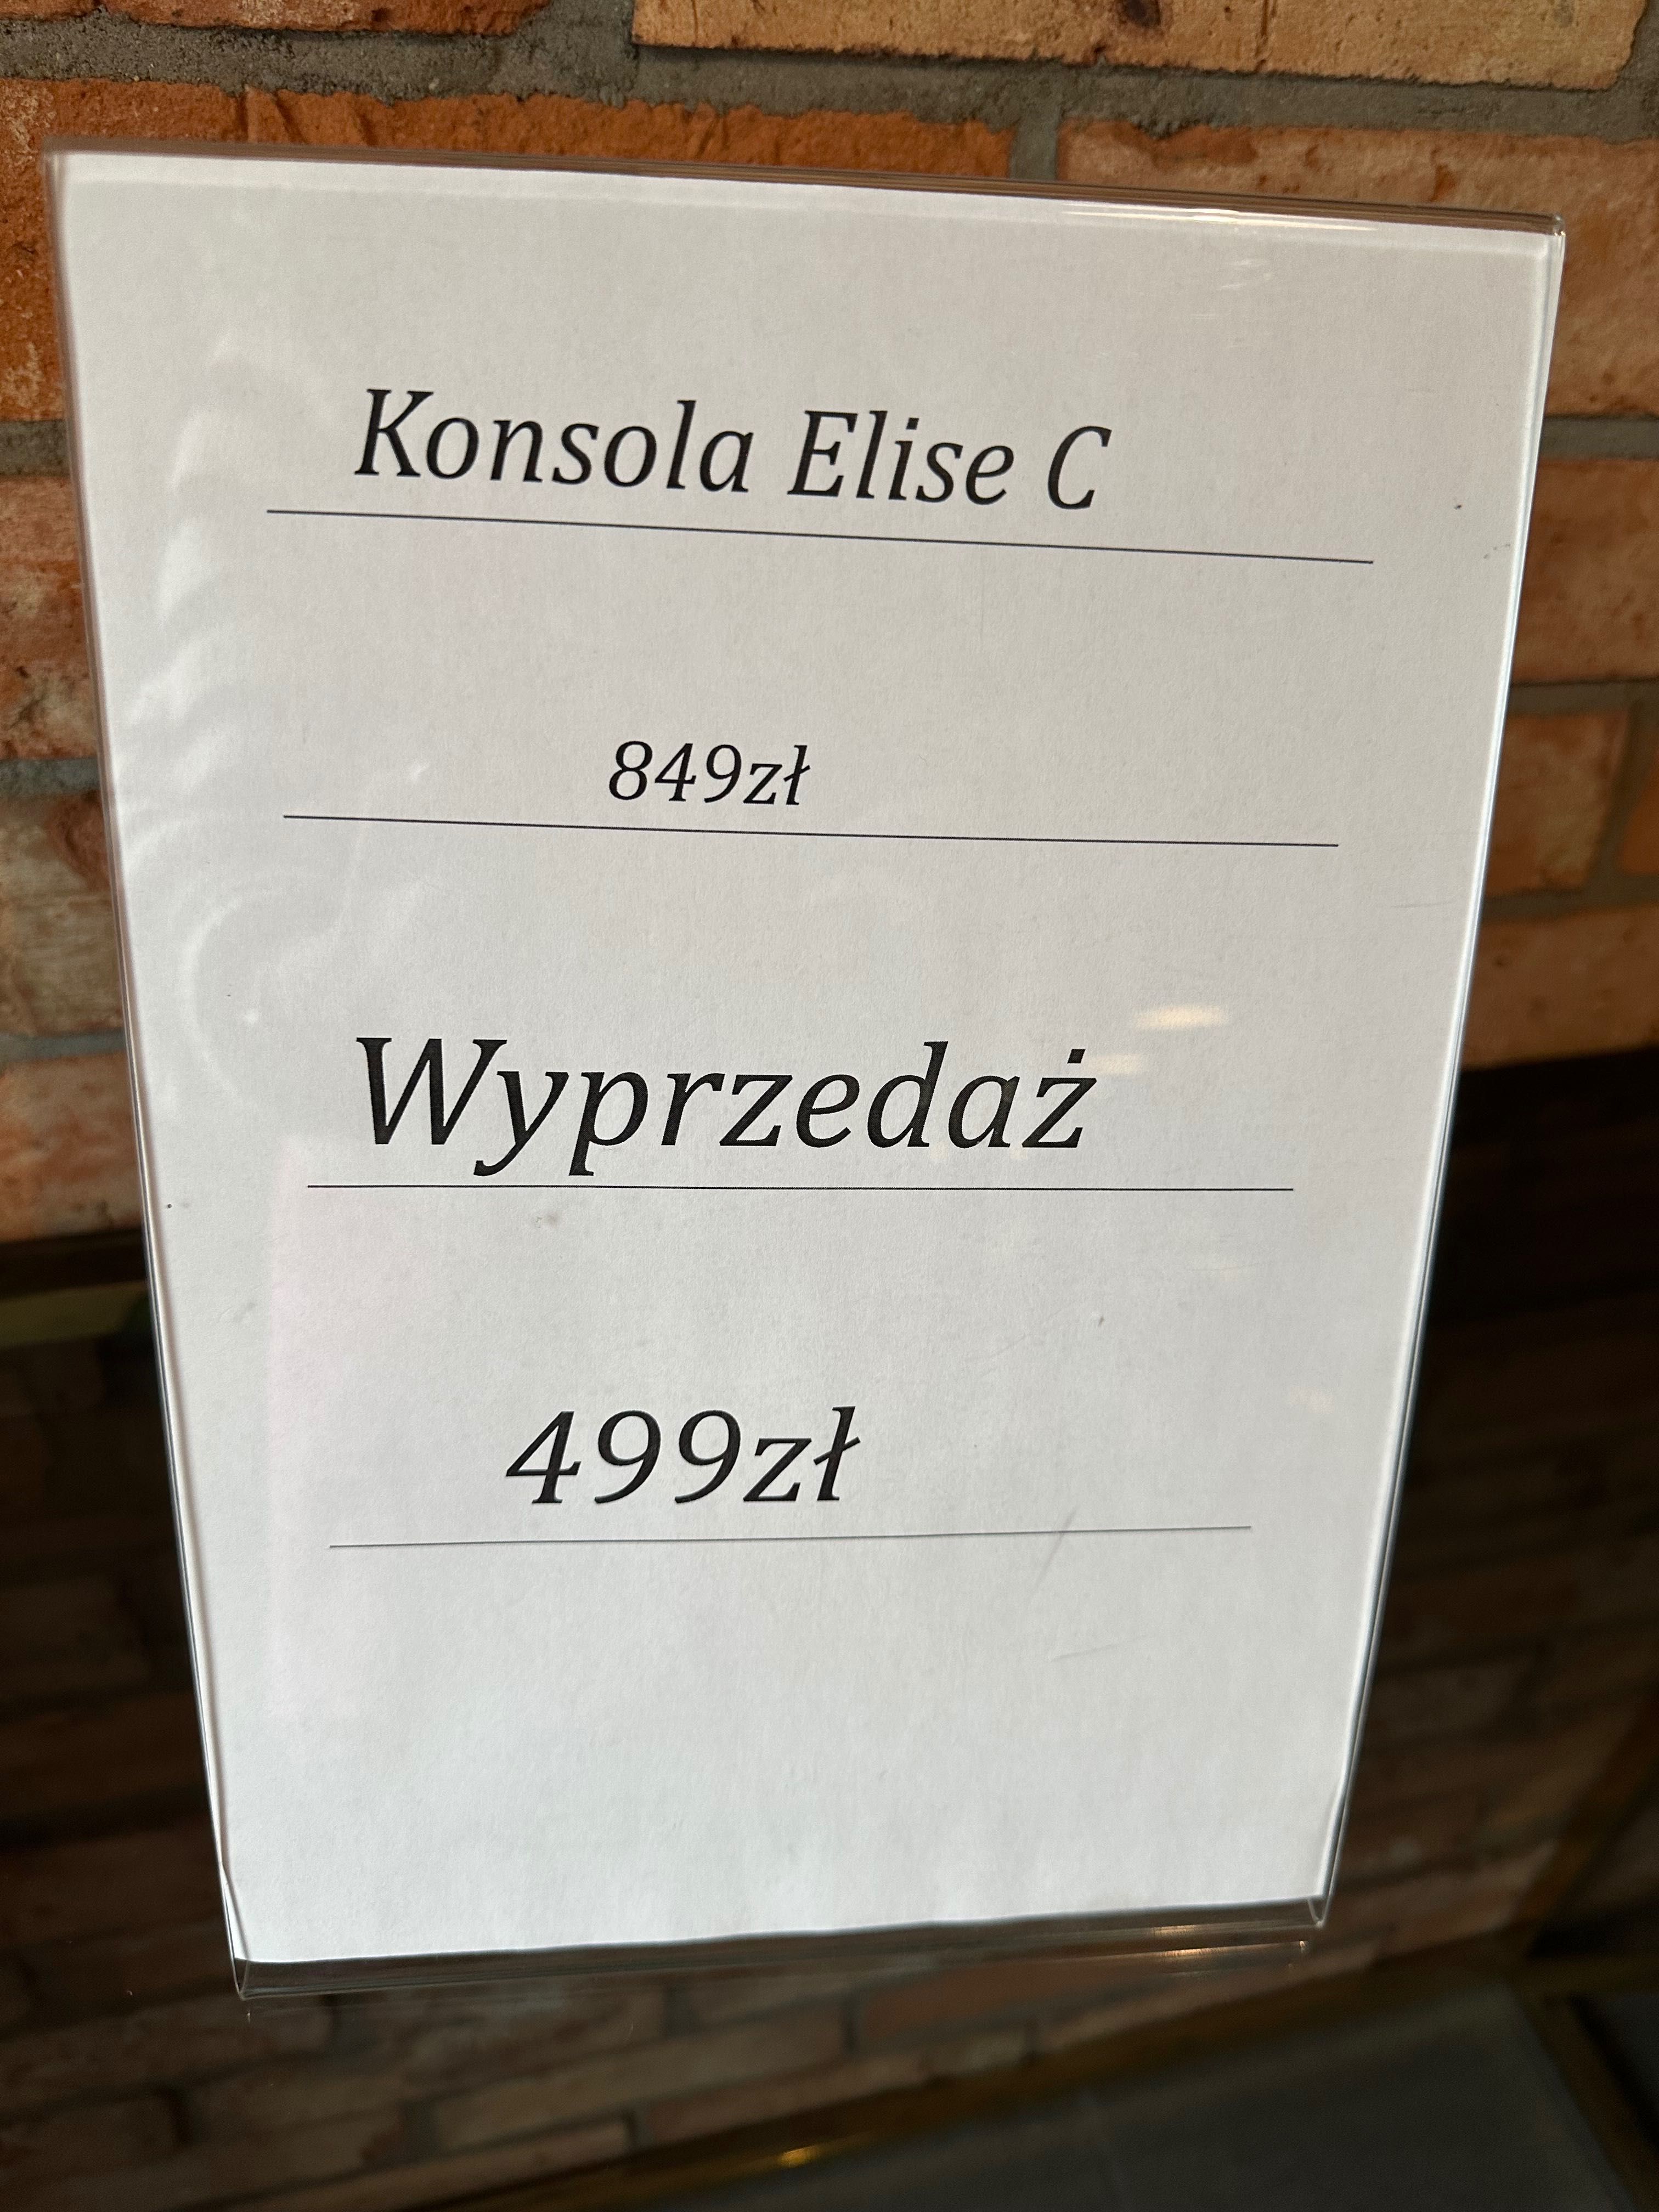 Konsola Elise C
849zł
Wyprzedaż
499zł